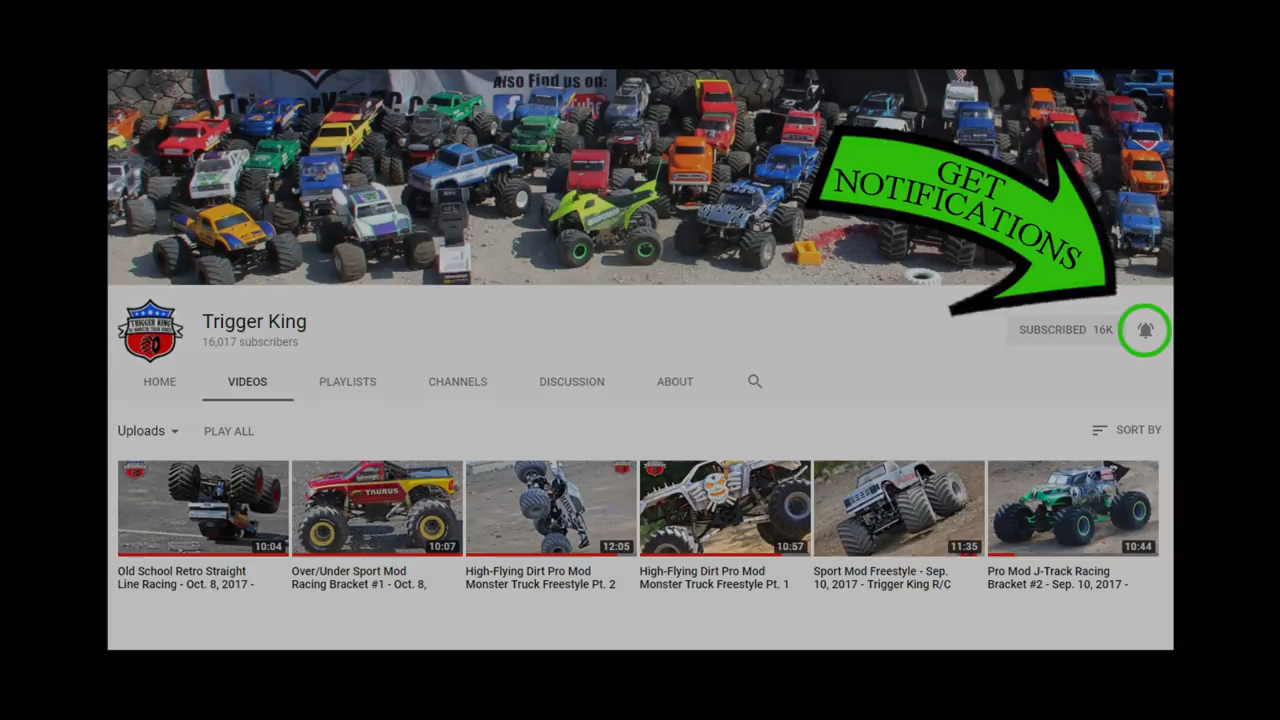 Also Find us on:
GET
NOTIFICATIONS
TRIGGER KING
Trigger King
16,017 subscribers
SUBSCRIBED 16K
HOME
VIDEOS
PLAYLISTS
CHANNELS
DISCUSSION
ABOUT
Uploads
PLAY ALL
SORT BY
TAURUS
10:04
10:07
12:05
10:57
11:35
10:44
Old School Retro Straight
Line Racing - Oct. 8, 2017 -
Over/Under Sport Mod
Racing Bracket #1 - Oct. 8,
High-Flying Dirt Pro Mod
Monster Truck Freestyle Pt. 2
High-Flying Dirt Pro Mod
Monster Truck Freestyle Pt. 1
Sport Mod Freestyle - Sep.
10, 2017 - Trigger King R/C
Pro Mod J-Track Racing
Bracket #2 - Sep. 10, 2017 -